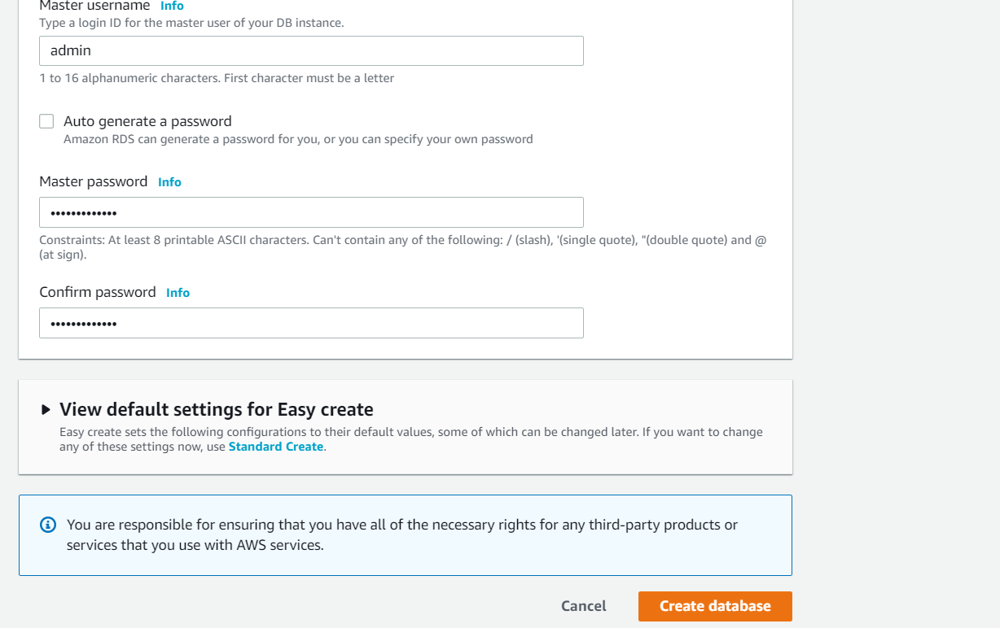 Master username Info
Type a login ID for the master user of your DB instance.
admin
1 to 16 alphanumeric characters. First character must be a letter
Auto generate a password
Amazon RDS can generate a password for you, or you can specify your own password
Master password Info
•••••••••••••
Constraints: At least 8 printable ASCII characters. Can't contain any of the following: / (slash), '(single quote), "(double quote) and @
(at sign).
Confirm password Info
•••••••••••••
View default settings for Easy create
Easy create sets the following configurations to their default values, some of which can be changed later. If you want to change
any of these settings now, use Standard Create.
You are responsible for ensuring that you have all of the necessary rights for any third-party products or
services that you use with AWS services.
Cancel Create database